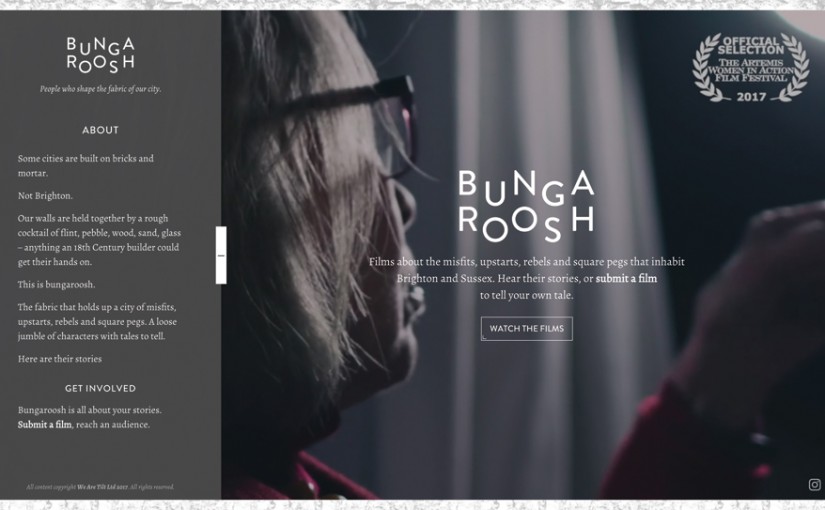 BUNGA
ROOSH
People who shape the fabric of our city.
ABOUT
Some cities are built on bricks and
mortar.
Not Brighton.
Our walls are held together by a rough
cocktail of flint, pebble, wood, sand, glass
– anything an 18th Century builder could
get their hands on.
This is bungaroosh.
The fabric that holds up a city of misfits,
upstarts, rebels and square pegs. A loose
jumble of characters with tales to tell.
Here are their stories
GET INVOLVED
Bungaroosh is all about your stories.
Submit a film, reach an audience.
All content copyright We Are Tilt Ltd 2017. All rights reserved.
OFFICIAL
SELECTION
THE ARTEMIS
WOMEN IN ACTION
FILM FESTIVAL
2017
BUNGA
ROOSH
Films about the misfits, upstarts, rebels and square pegs that inhabit
Brighton and Sussex. Hear their stories, or submit a film
to tell your own tale.
WATCH THE FILMS